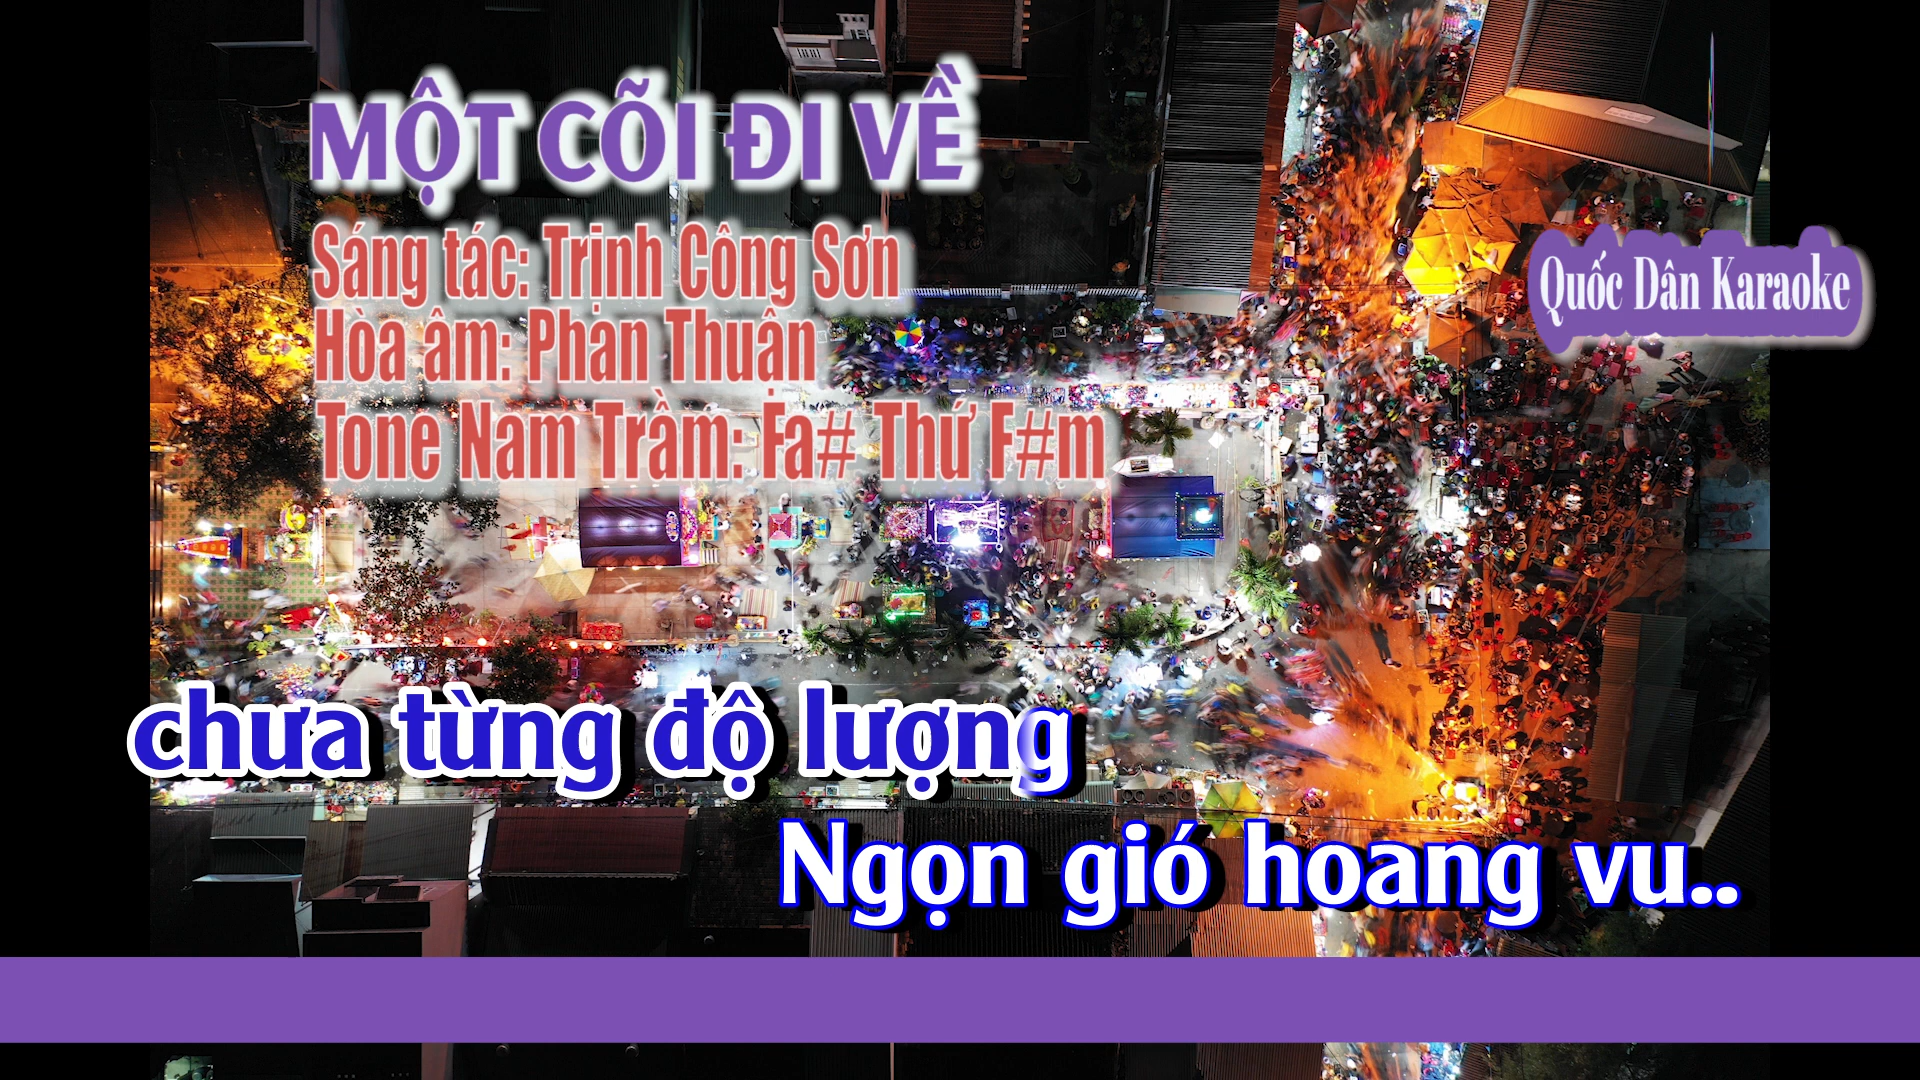 MỘT CÕI ĐI VỀ
Sáng tác: Trịnh Công Sơn
Hòa âm: Phan Thuận
Tone Nam Trầm: Fa# Thứ F#m
Quốc Dân Karaoke
chưa từng độ lượng
Ngọn gió hoang vu..